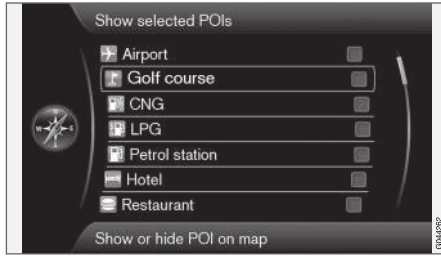 Show selected POIs
Airport
Golf course
CNG
LPG
Petrol station
Hotel
Restaurant
Show or hide POI on map
G044262